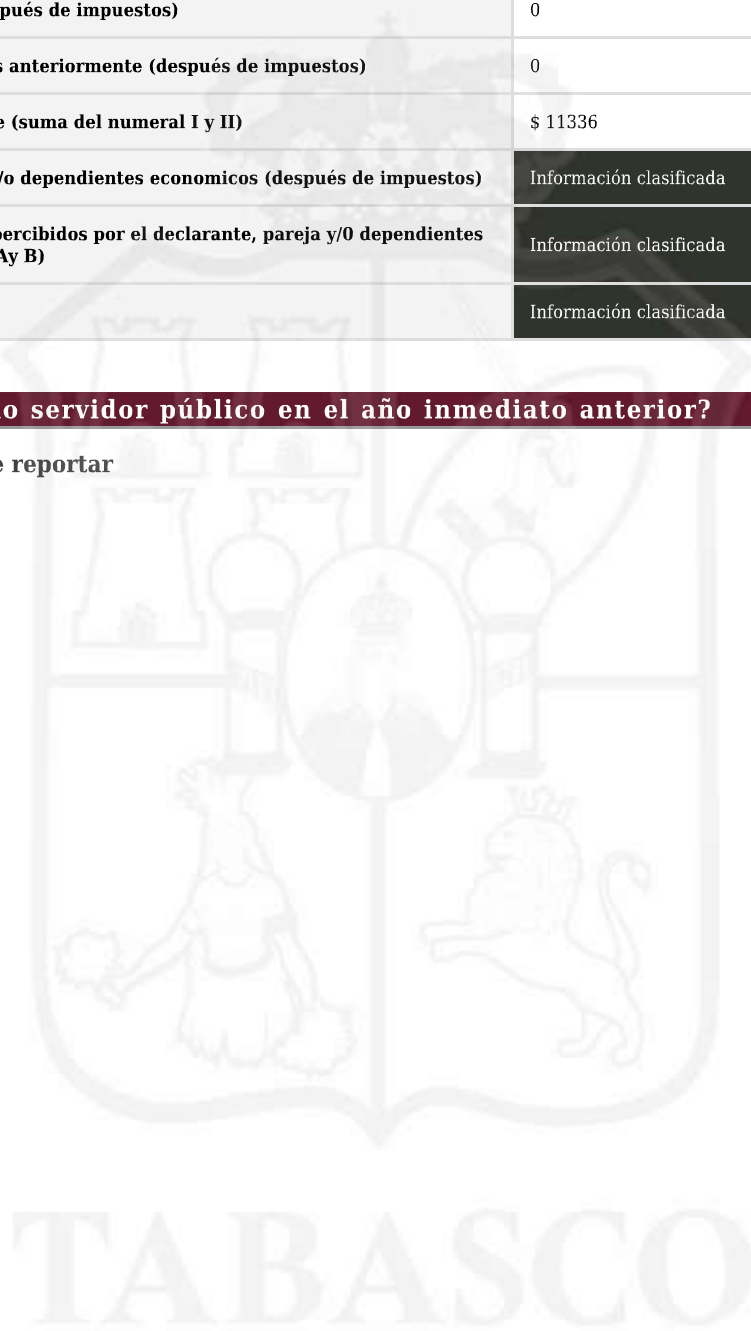 pués de impuestos) 0
s anteriormente (después de impuestos) 0
e (suma del numeral I y II) $ 11336
/o dependientes economicos (después de impuestos) Información clasificada
ercibidos por el declarante, pareja y/0 dependientes
Ay B) Información clasificada
Información clasificada
o servidor público en el año inmediato anterior?
e reportar
TABASCO